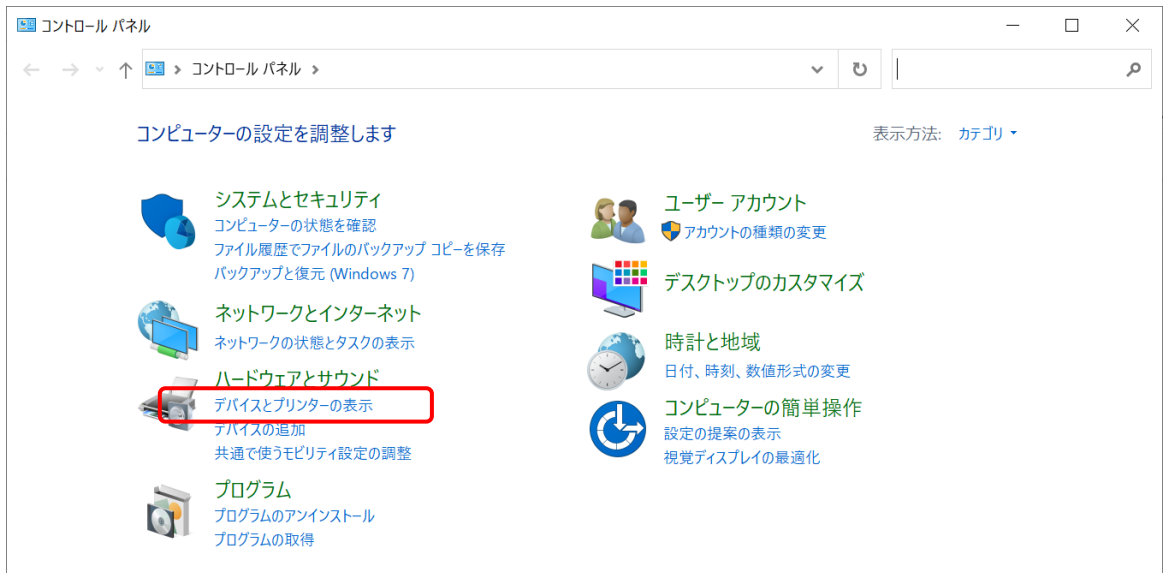 コントロール パネル
コントロール パネル
コンピューターの設定を調整します
表示方法: カテゴリ
システムとセキュリティ
コンピューターの状態を確認
ファイル履歴でファイルのバックアップ コピーを保存
バックアップと復元 (Windows 7)
ネットワークとインターネット
ネットワークの状態とタスクの表示
ハードウェアとサウンド
デバイスとプリンターの表示
デバイスの追加
共通で使うモビリティ設定の調整
プログラム
プログラムのアンインストール
プログラムの取得
ユーザー アカウント
アカウントの種類の変更
デスクトップのカスタマイズ
時計と地域
日付、時刻、数値形式の変更
コンピューターの簡単操作
設定の提案の表示
視覚ディスプレイの最適化